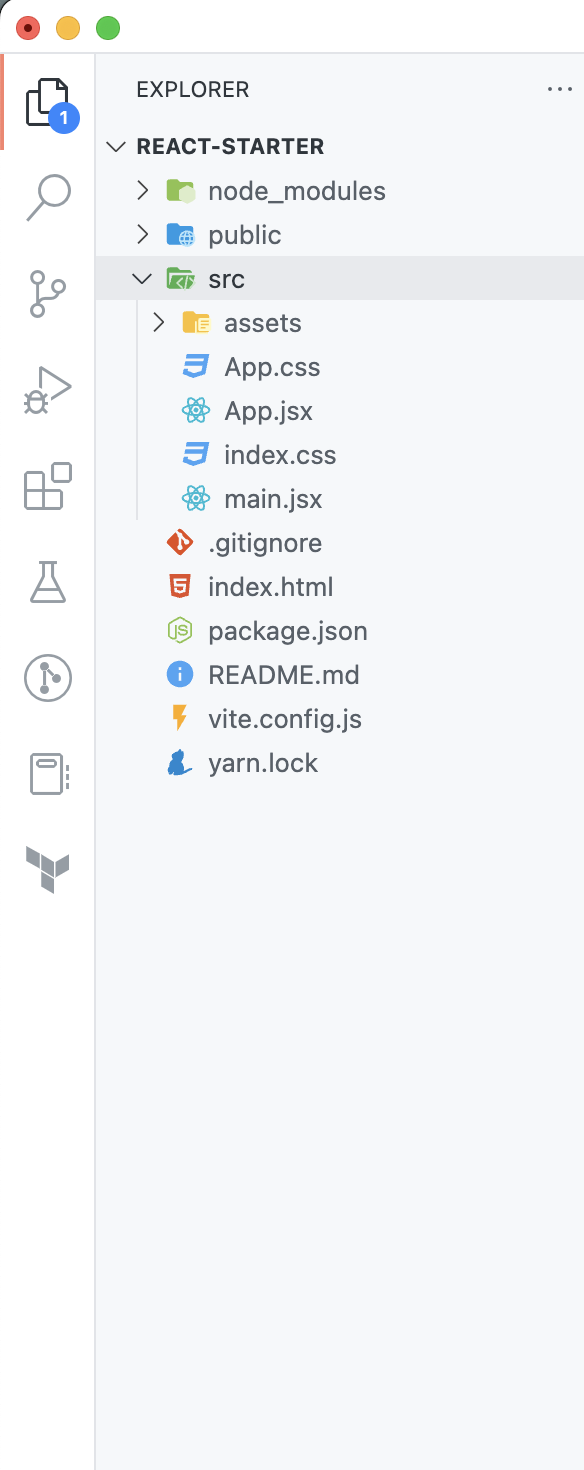 1
EXPLORER
REACT-STARTER
node_modules
public
src
assets
App.css
App.jsx
index.css
main.jsx
.gitignore
index.html
package.json
README.md
vite.config.js
yarn.lock